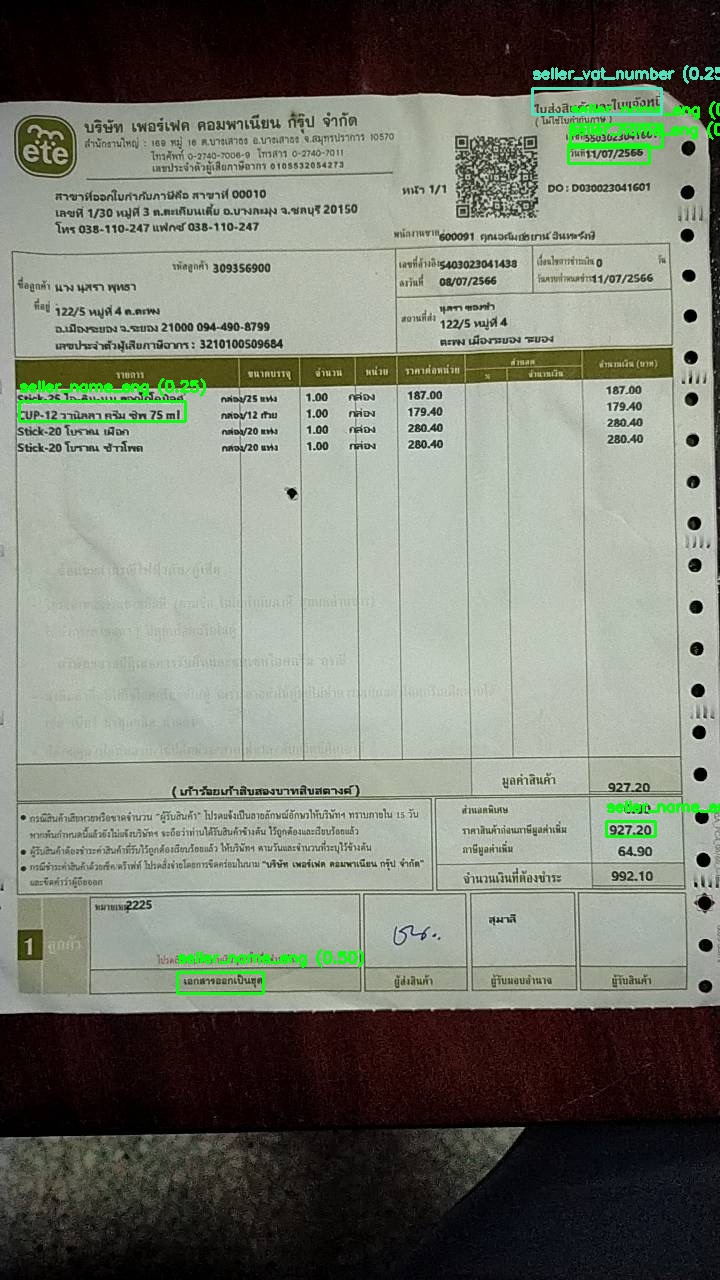 seller_vat_number (0.25
ใบส่งสินค้าและใบแจ้งหนี้
(ไม่ใช่ใบกำกับภาษี)
ete
บริษัท เพอร์เฟค คอมพาเนียน กรุ๊ป จำกัด
สำนักงานใหญ่ : 169 หมู่ 16 ต.บางเสาธง อ.บางเสาธง จ.สมุทรปราการ 10570
โทรศัพท์ 0-2740-7006-9 โทรสาร 0-2740-7011
เลขประจำตัวผู้เสียภาษีอากร 0105532054273
วันที่ 11/07/2566
สาขาที่ออกใบกำกับภาษีคือ สาขาที่ 00010
หน้า 1/1
DO : D030023041601
เลขที่ 1/30 หมู่ที่ 3 ต.ตะเคียนเตี้ย อ.บางละมุง จ.ชลบุรี 20150
โทร 038-110-247 แฟกซ์ 038-110-247
พนักงานขาย 600091
รหัสลูกค้า 309356900
ชื่อลูกค้า นาง นุสรา พุทธา
ที่อยู่ 122/5 หมู่ที่ 4 ต.ตะพง
อ.เมืองระยอง จ.ระยอง 21000 094-490-8799
เลขประจำตัวผู้เสียภาษีอากร : 3210100509684
เลขที่อ้างอิง 5403023041438
เงื่อนไขการชำระเงิน 0 วัน
ลงวันที่ 08/07/2566
วันครบกำหนดชำระ 11/07/2566
สถานที่ส่ง นุสรา ของชำ
122/5 หมู่ที่ 4
ตะพง เมืองระยอง ระยอง
รายการ ขนาดบรรจุ จำนวน หน่วย ราคาต่อหน่วย ส่วนลด % จำนวนเงิน จำนวนเงิน (บาท)
seller_name_eng (0.25)
Stick-25 กล่อง/25 แท่ง 1.00 กล่อง 187.00 187.00
CUP-12 วานิลลา ครีม ชิพ 75 ml กล่อง/12 ถ้วย 1.00 กล่อง 179.40 179.40
Stick-20 โบราณ เผือก กล่อง/20 แท่ง 1.00 กล่อง 280.40 280.40
Stick-20 โบราณ ข้าวโพด กล่อง/20 แท่ง 1.00 กล่อง 280.40 280.40
(เก้าร้อยเก้าสิบสองบาทสิบสตางค์)
มูลค่าสินค้า 927.20
• กรณีสินค้าเสียหายหรือขาดจำนวน "ผู้รับสินค้า" โปรดแจ้งเป็นลายลักษณ์อักษรให้บริษัทฯ ทราบภายใน 15 วัน
หากพ้นกำหนดนี้แล้วยังไม่แจ้งบริษัทฯ จะถือว่าท่านได้รับสินค้าข้างต้น ไว้ถูกต้องและเรียบร้อยแล้ว
• ผู้รับสินค้าต้องชำระค่าสินค้าที่รับไว้ถูกต้องเรียบร้อยแล้ว ให้บริษัทฯ ตามวันและจำนวนที่ระบุไว้ข้างต้น
• กรณีชำระค่าสินค้าด้วยเช็ค/ดร๊าฟท์ โปรดสั่งจ่ายโดยการขีดคร่อมในนาม "บริษัท เพอร์เฟค คอมพาเนียน กรุ๊ป จำกัด"
และขีดคำว่าผู้ถือออก
ส่วนลดพิเศษ
ราคาสินค้าก่อนภาษีมูลค่าเพิ่ม 927.20
ภาษีมูลค่าเพิ่ม 64.90
จำนวนเงินที่ต้องชำระ 992.10
หมายเหตุ 2225
สุมาลี
1 ลูกค้า
seller_name_eng (0.50)
เอกสารออกเป็นชุด
ผู้ส่งสินค้า
ผู้รับมอบอำนาจ
ผู้รับสินค้า